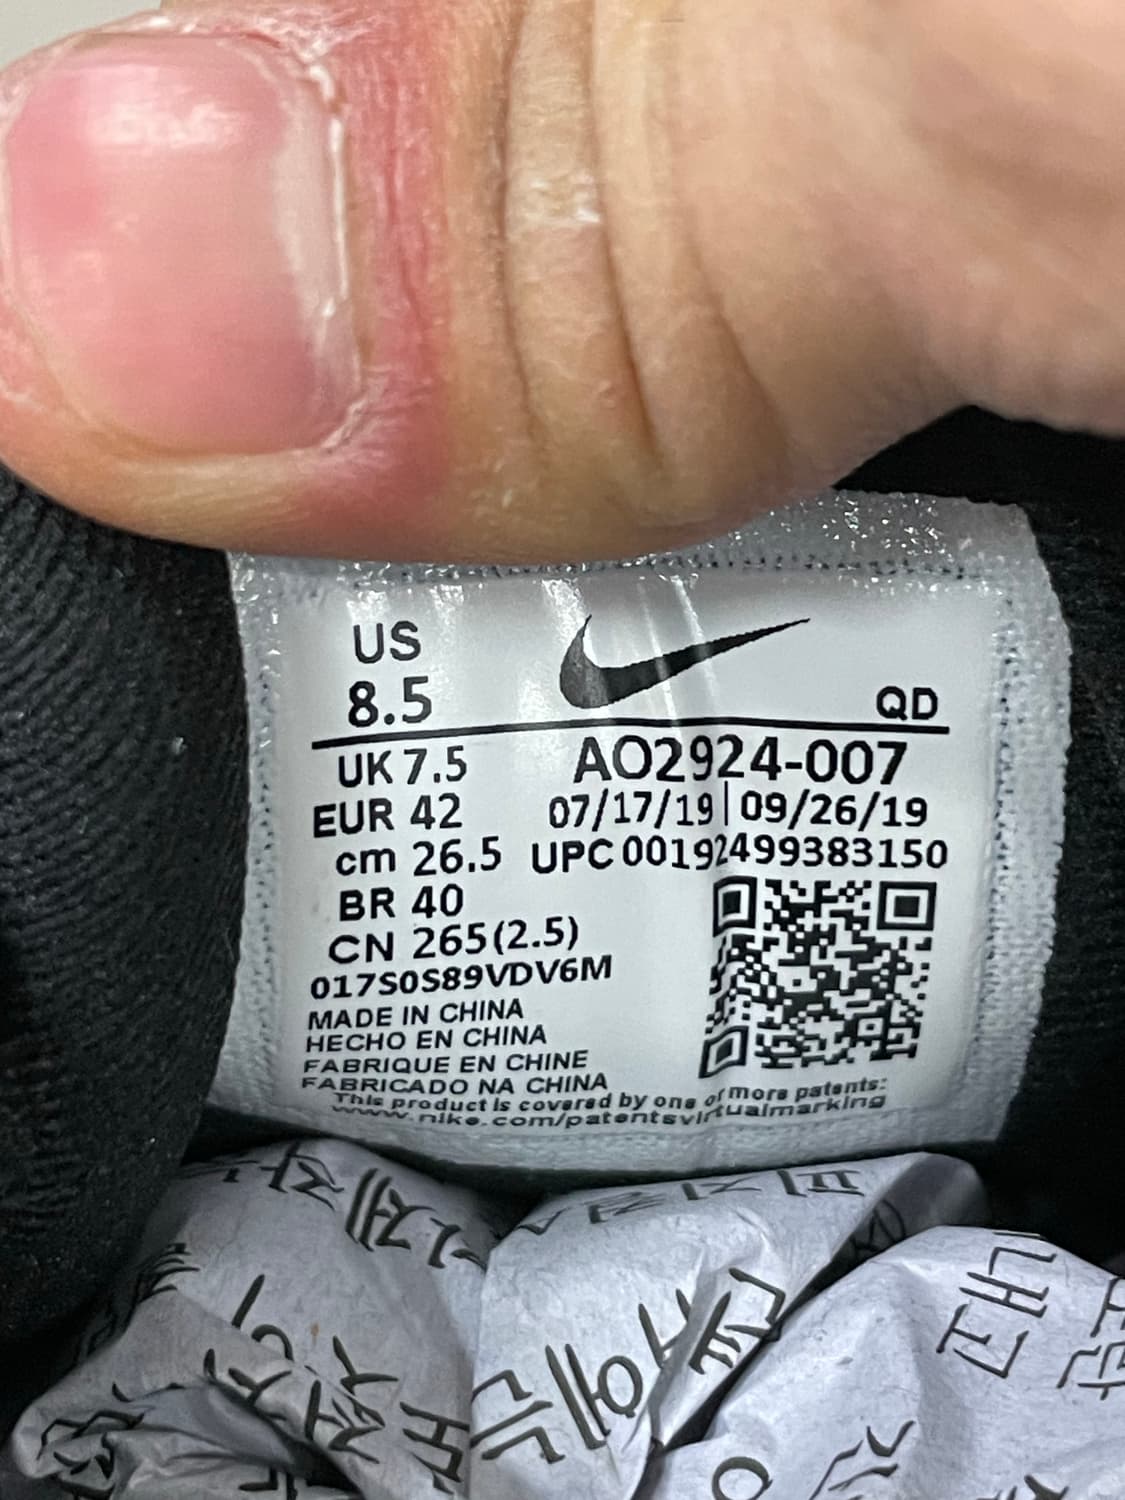 US
8.5
QD
UK 7.5
AO2924-007
EUR 42
07/17/19|09/26/19
cm 26.5
UPC 00192499383150
BR 40
CN 265(2.5)
017S0S89VDV6M
MADE IN CHINA
HECHO EN CHINA
FABRIQUE EN CHINE
FABRICADO NA CHINA
This product is covered by one or more patents:
www.nike.com/patentsvirtualmarking